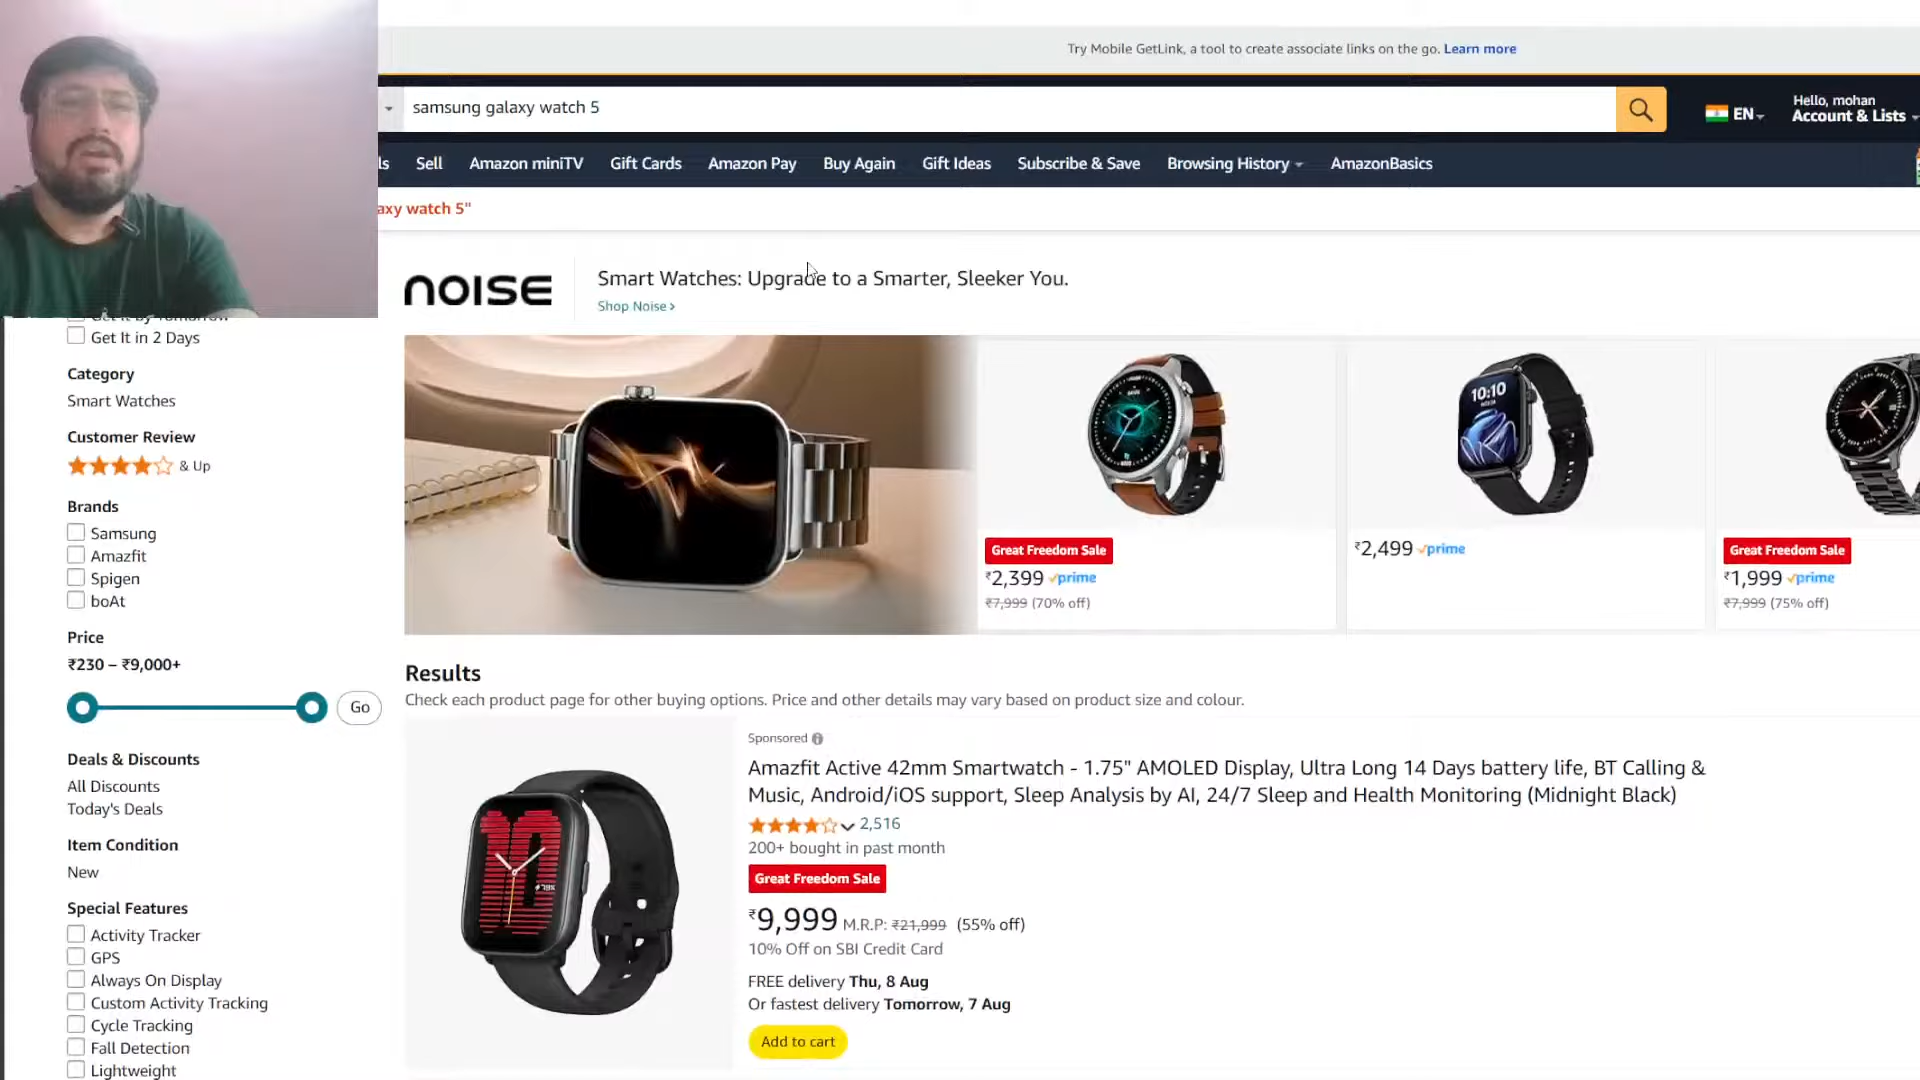 Try Mobile GetLink, a tool to create associate links on the go. Learn more
samsung galaxy watch 5
EN
Hello, mohan
Account & Lists
ls Sell Amazon miniTV Gift Cards Amazon Pay Buy Again Gift Ideas Subscribe & Save Browsing History AmazonBasics
axy watch 5"
noise
Smart Watches: Upgrade to a Smarter, Sleeker You.
Shop Noise ›
Get It by Tomorrow
Get It in 2 Days
Category
Smart Watches
Customer Review
& Up
Brands
Samsung
Amazfit
Spigen
boAt
Price
₹230 – ₹9,000+
Go
Deals & Discounts
All Discounts
Today's Deals
Item Condition
New
Special Features
Activity Tracker
GPS
Always On Display
Custom Activity Tracking
Cycle Tracking
Fall Detection
Lightweight
10:10
Great Freedom Sale
₹2,399 prime
₹7,999 (70% off)
₹2,499 prime
Great Freedom Sale
₹1,999 prime
₹7,999 (75% off)
Results
Check each product page for other buying options. Price and other details may vary based on product size and colour.
10
Sponsored
Amazfit Active 42mm Smartwatch - 1.75" AMOLED Display, Ultra Long 14 Days battery life, BT Calling &
Music, Android/iOS support, Sleep Analysis by AI, 24/7 Sleep and Health Monitoring (Midnight Black)
2,516
200+ bought in past month
Great Freedom Sale
₹9,999 M.R.P: ₹21,999 (55% off)
10% Off on SBI Credit Card
FREE delivery Thu, 8 Aug
Or fastest delivery Tomorrow, 7 Aug
Add to cart